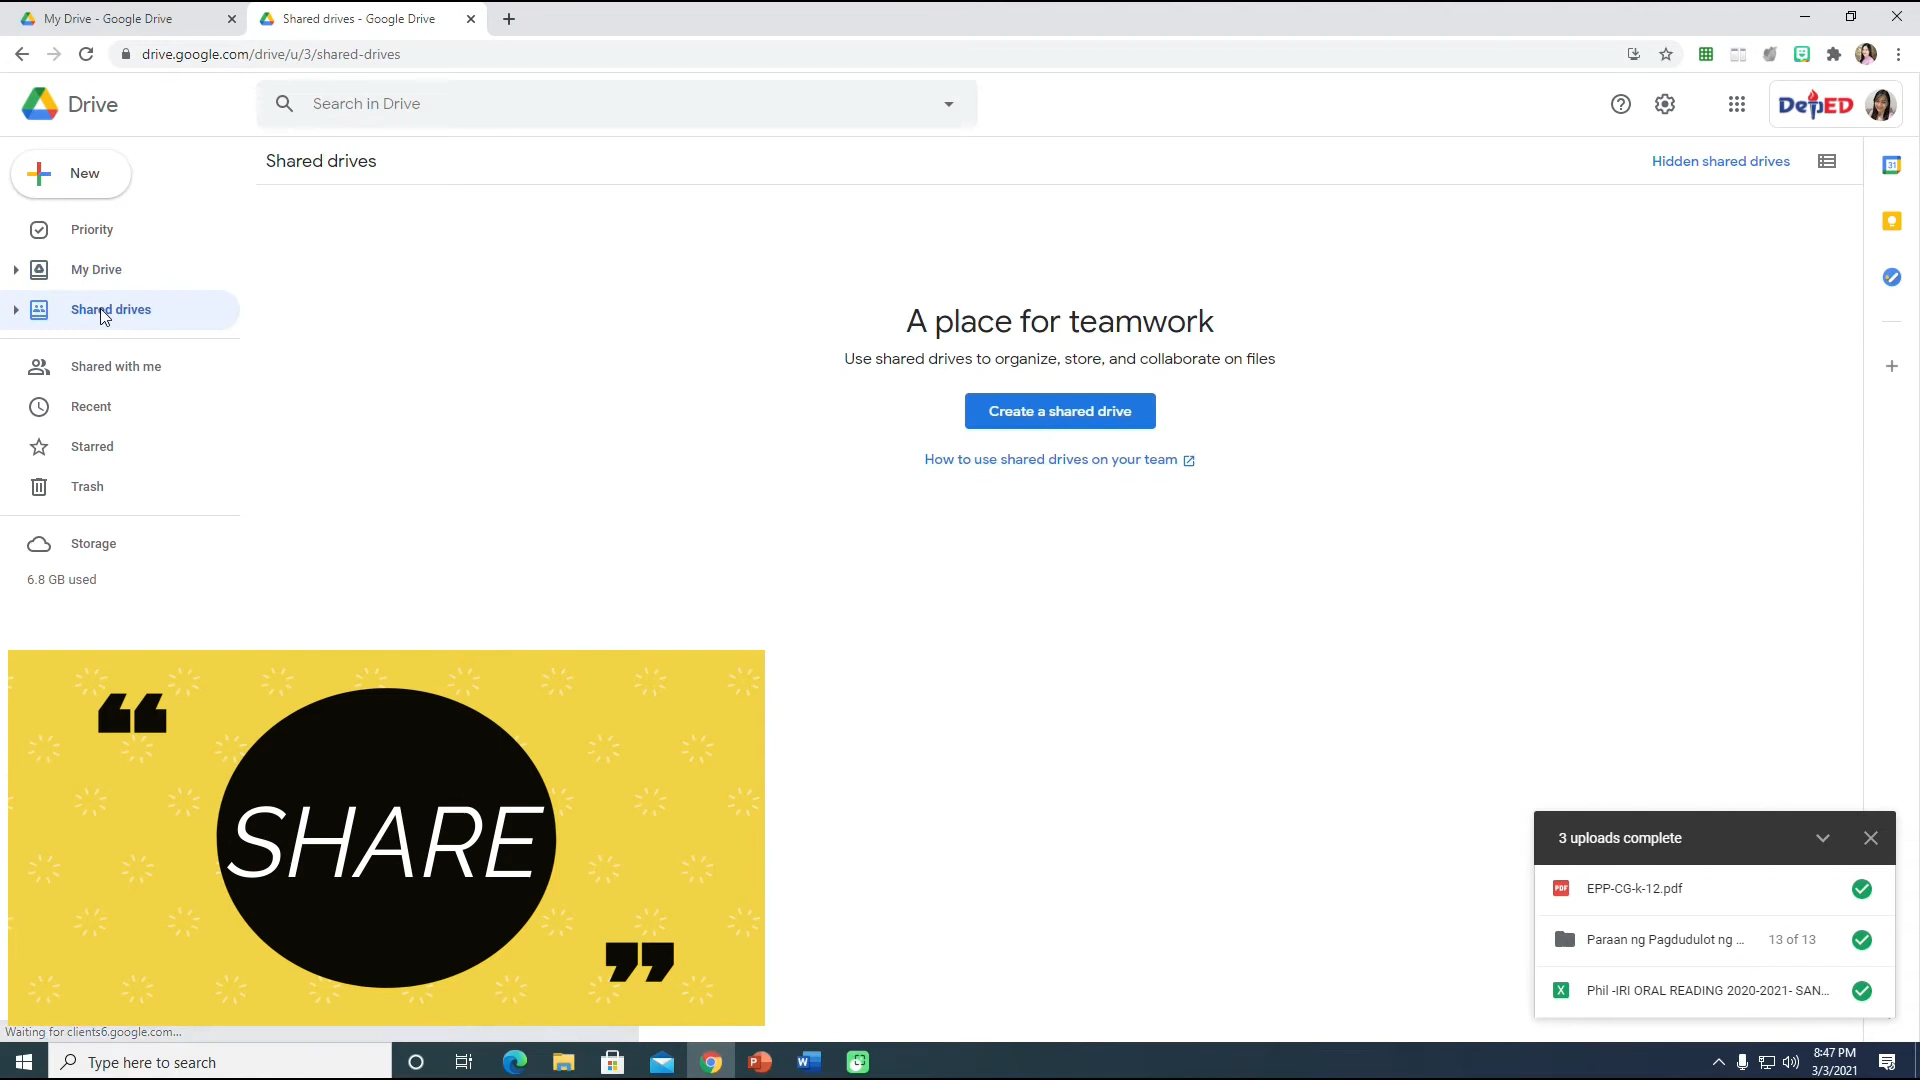 My Drive - Google Drive
Shared drives - Google Drive
drive.google.com/drive/u/3/shared-drives
Drive
Search in Drive
DepED
New
Shared drives
Hidden shared drives
31
Priority
My Drive
Shared drives
A place for teamwork
Use shared drives to organize, store, and collaborate on files
Create a shared drive
How to use shared drives on your team
Shared with me
Recent
Starred
Trash
Storage
6.8 GB used
“
SHARE
”
3 uploads complete
PDF EPP-CG-k-12.pdf
Paraan ng Pagdudulot ng ... 13 of 13
X Phil -IRI ORAL READING 2020-2021- SAN...
Waiting for clients6.google.com...
Type here to search
8:47 PM
3/3/2021